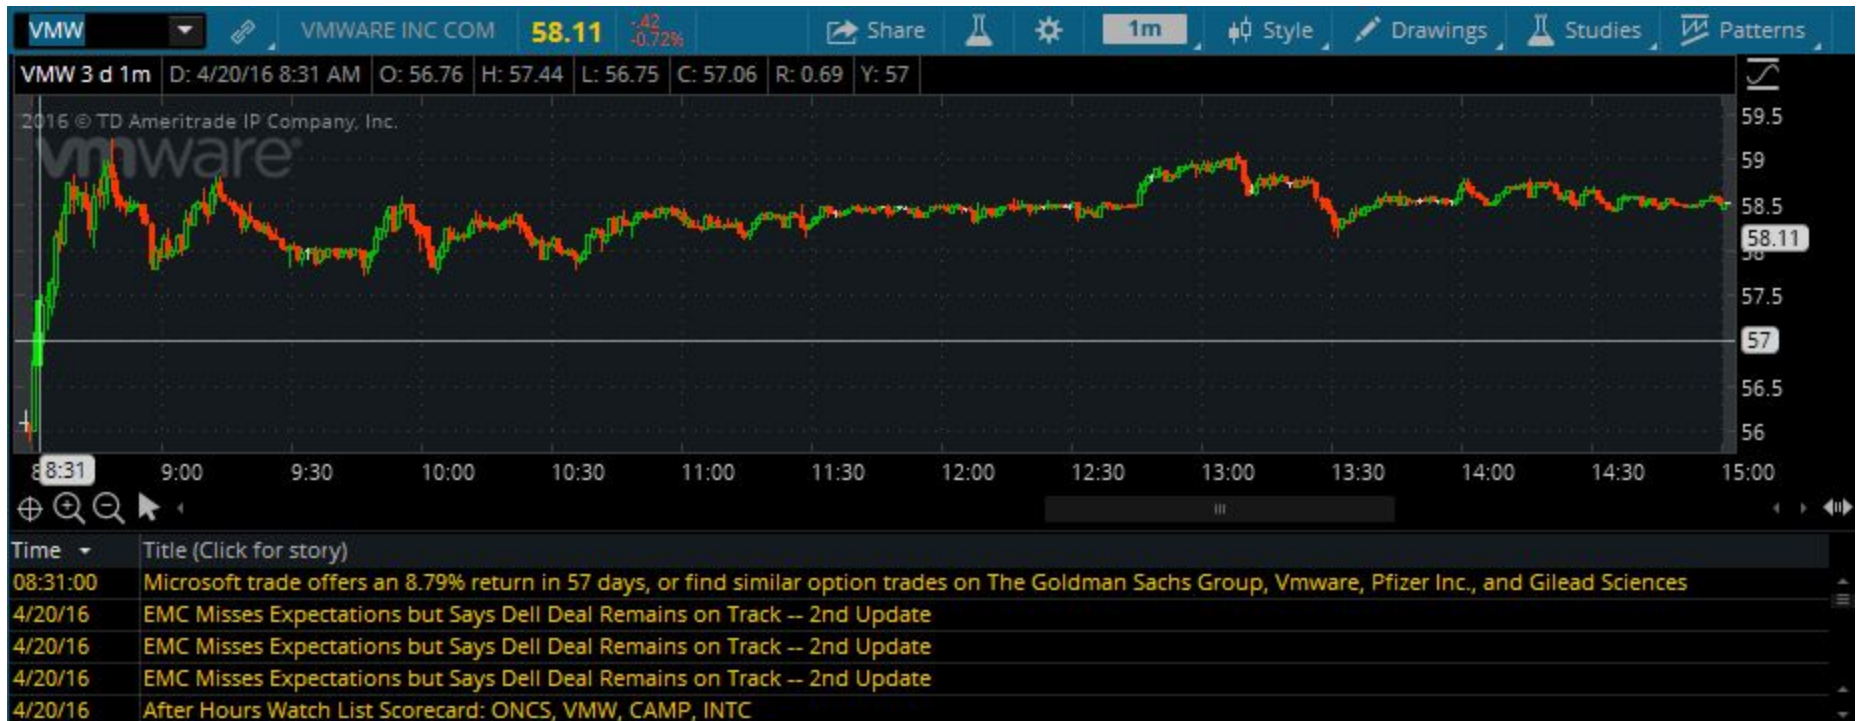 VMW VMWARE INC COM 58.11 -.42 -0.72% Share 1m Style Drawings Studies Patterns
VMW 3 d 1m D: 4/20/16 8:31 AM O: 56.76 H: 57.44 L: 56.75 C: 57.06 R: 0.69 Y: 57
2016 © TD Ameritrade IP Company, Inc.
vmware®
59.5
59
58.5
58.11
58
57.5
57
56.5
56
8:31 9:00 9:30 10:00 10:30 11:00 11:30 12:00 12:30 13:00 13:30 14:00 14:30 15:00
Time Title (Click for story)
08:31:00 Microsoft trade offers an 8.79% return in 57 days, or find similar option trades on The Goldman Sachs Group, Vmware, Pfizer Inc., and Gilead Sciences
4/20/16 EMC Misses Expectations but Says Dell Deal Remains on Track -- 2nd Update
4/20/16 EMC Misses Expectations but Says Dell Deal Remains on Track -- 2nd Update
4/20/16 EMC Misses Expectations but Says Dell Deal Remains on Track -- 2nd Update
4/20/16 After Hours Watch List Scorecard: ONCS, VMW, CAMP, INTC